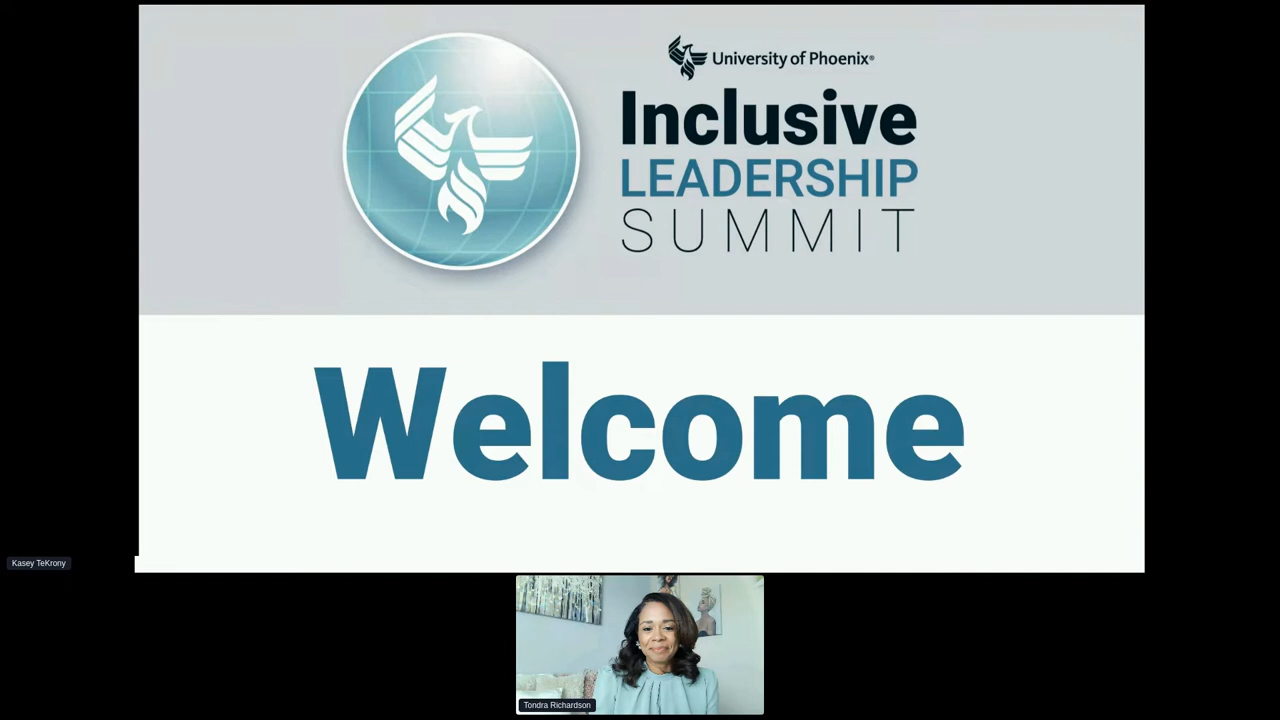 University of Phoenix®
Inclusive
LEADERSHIP
SUMMIT
Welcome
Kasey TeKrony
Tondra Richardson